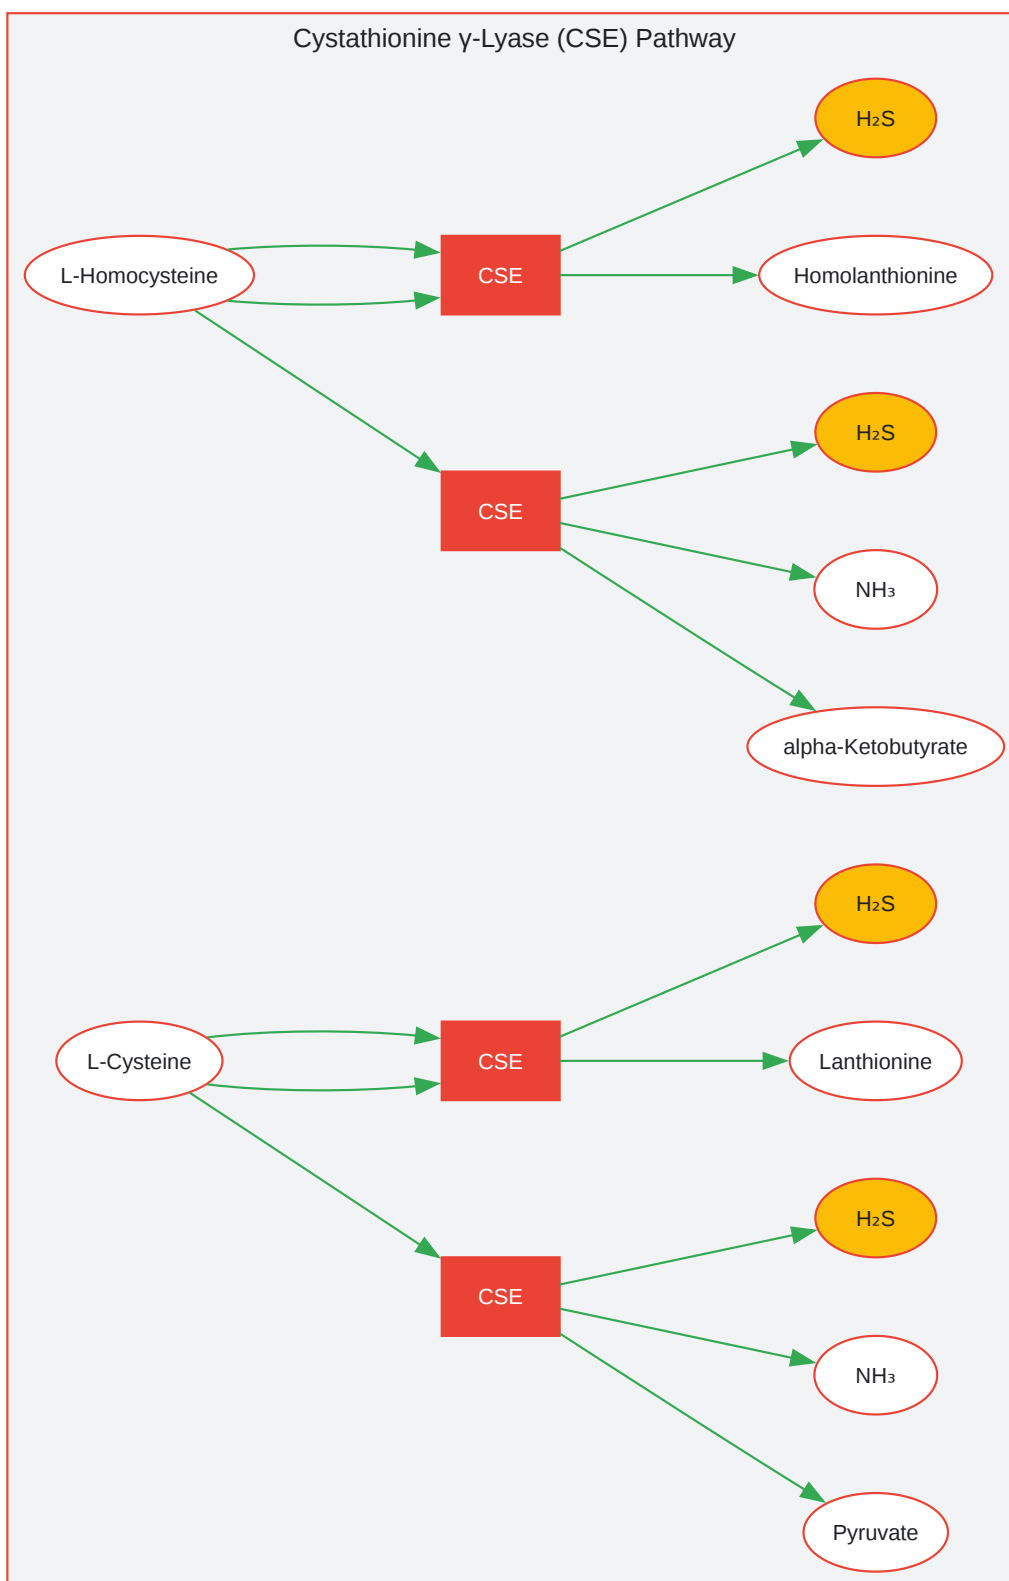 Cystathionine γ-Lyase (CSE) Pathway
H₂S
L-Homocysteine
CSE
Homolanthionine
H₂S
CSE
NH₃
alpha-Ketobutyrate
H₂S
L-Cysteine
CSE
Lanthionine
H₂S
CSE
NH₃
Pyruvate